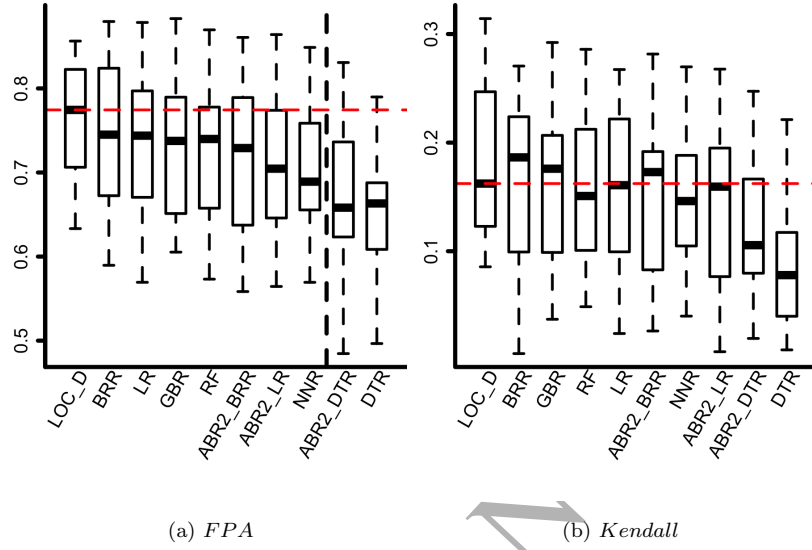 0.8
0.7
0.6
0.5
LOC_D
BRR
LR
GBR
RF
ABR2_BRR
ABR2_LR
NNR
ABR2_DTR
DTR
(a) FPA
0.3
0.2
0.1
LOC_D
BRR
GBR
RF
LR
ABR2_BRR
NNR
ABR2_LR
ABR2_DTR
DTR
(b) Kendall